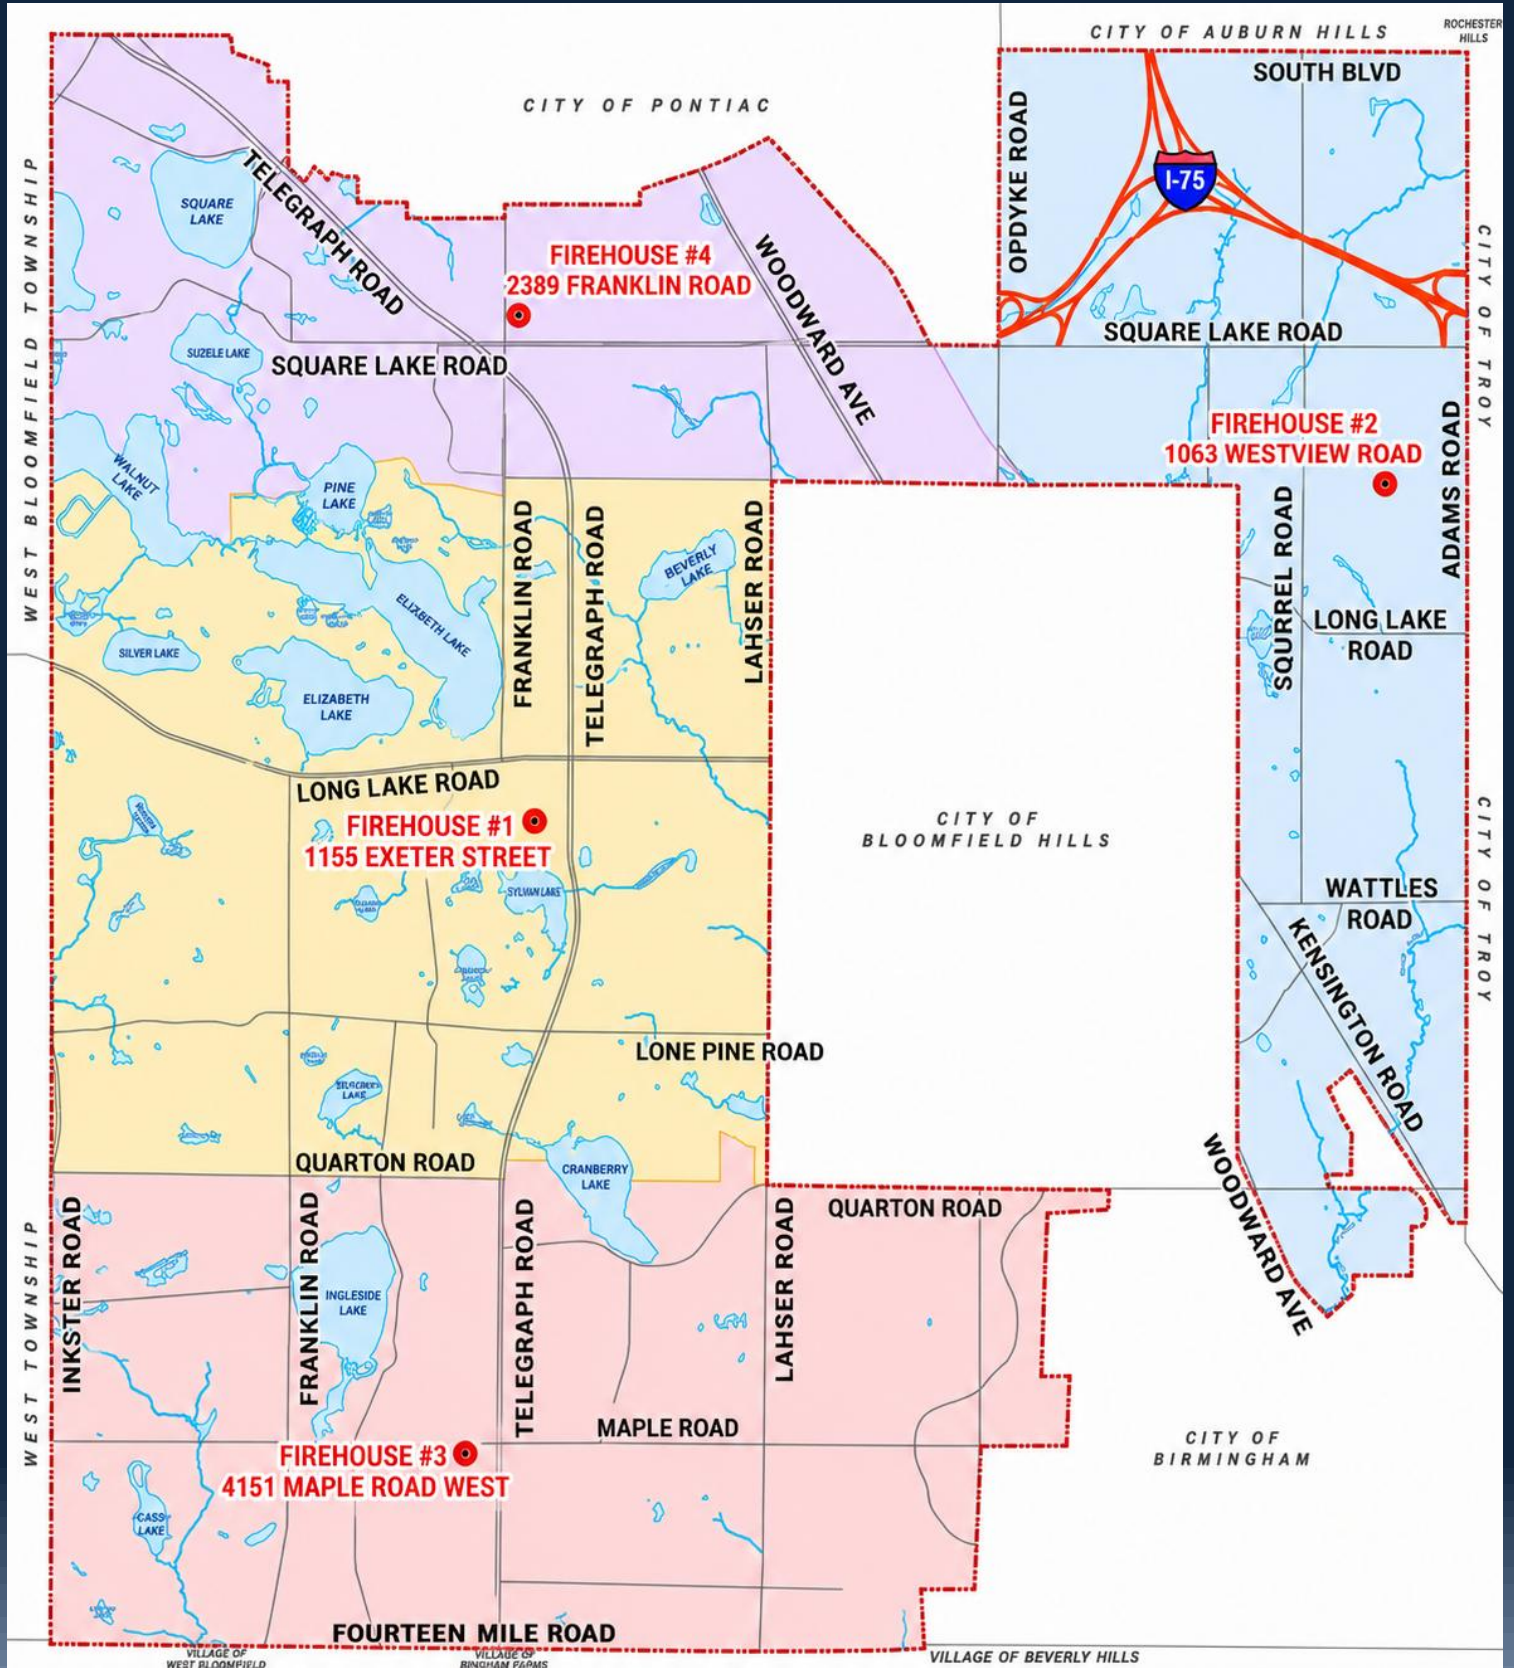 CITY OF AUBURN HILLS
ROCHESTER
HILLS
SOUTH BLVD
CITY OF PONTIAC
OPDYKE ROAD
I-75
WEST BLOOMFIELD TOWNSHIP
TELEGRAPH ROAD
SQUARE
LAKE
FIREHOUSE #4
2389 FRANKLIN ROAD
WOODWARD AVE
CITY OF TROY
SQUARE LAKE ROAD
SUZELE LAKE
SQUARE LAKE ROAD
FIREHOUSE #2
1063 WESTVIEW ROAD
ADAMS ROAD
WALNUT
LAKE
PINE
LAKE
FRANKLIN ROAD
TELEGRAPH ROAD
LAHSER ROAD
BEVERLY
LAKE
SQUIRREL ROAD
ELIZBETH LAKE
LONG LAKE
ROAD
SILVER LAKE
ELIZABETH
LAKE
LONG LAKE ROAD
FIREHOUSE #1
1155 EXETER STREET
CITY OF
BLOOMFIELD HILLS
CITY OF TROY
SYLVAN LAKE
WATTLES
ROAD
KENSINGTON ROAD
LONE PINE ROAD
LAKE
QUARTON ROAD
CRANBERRY
LAKE
WOODWARD AVE
WEST TOWNSHIP
INKSTER ROAD
FRANKLIN ROAD
TELEGRAPH ROAD
LAHSER ROAD
QUARTON ROAD
INGLESIDE
LAKE
MAPLE ROAD
FIREHOUSE #3
4151 MAPLE ROAD WEST
CITY OF
BIRMINGHAM
CASS
LAKE
FOURTEEN MILE ROAD
VILLAGE OF
WEST BLOOMFIELD
VILLAGE OF
BINGHAM FARMS
VILLAGE OF BEVERLY HILLS